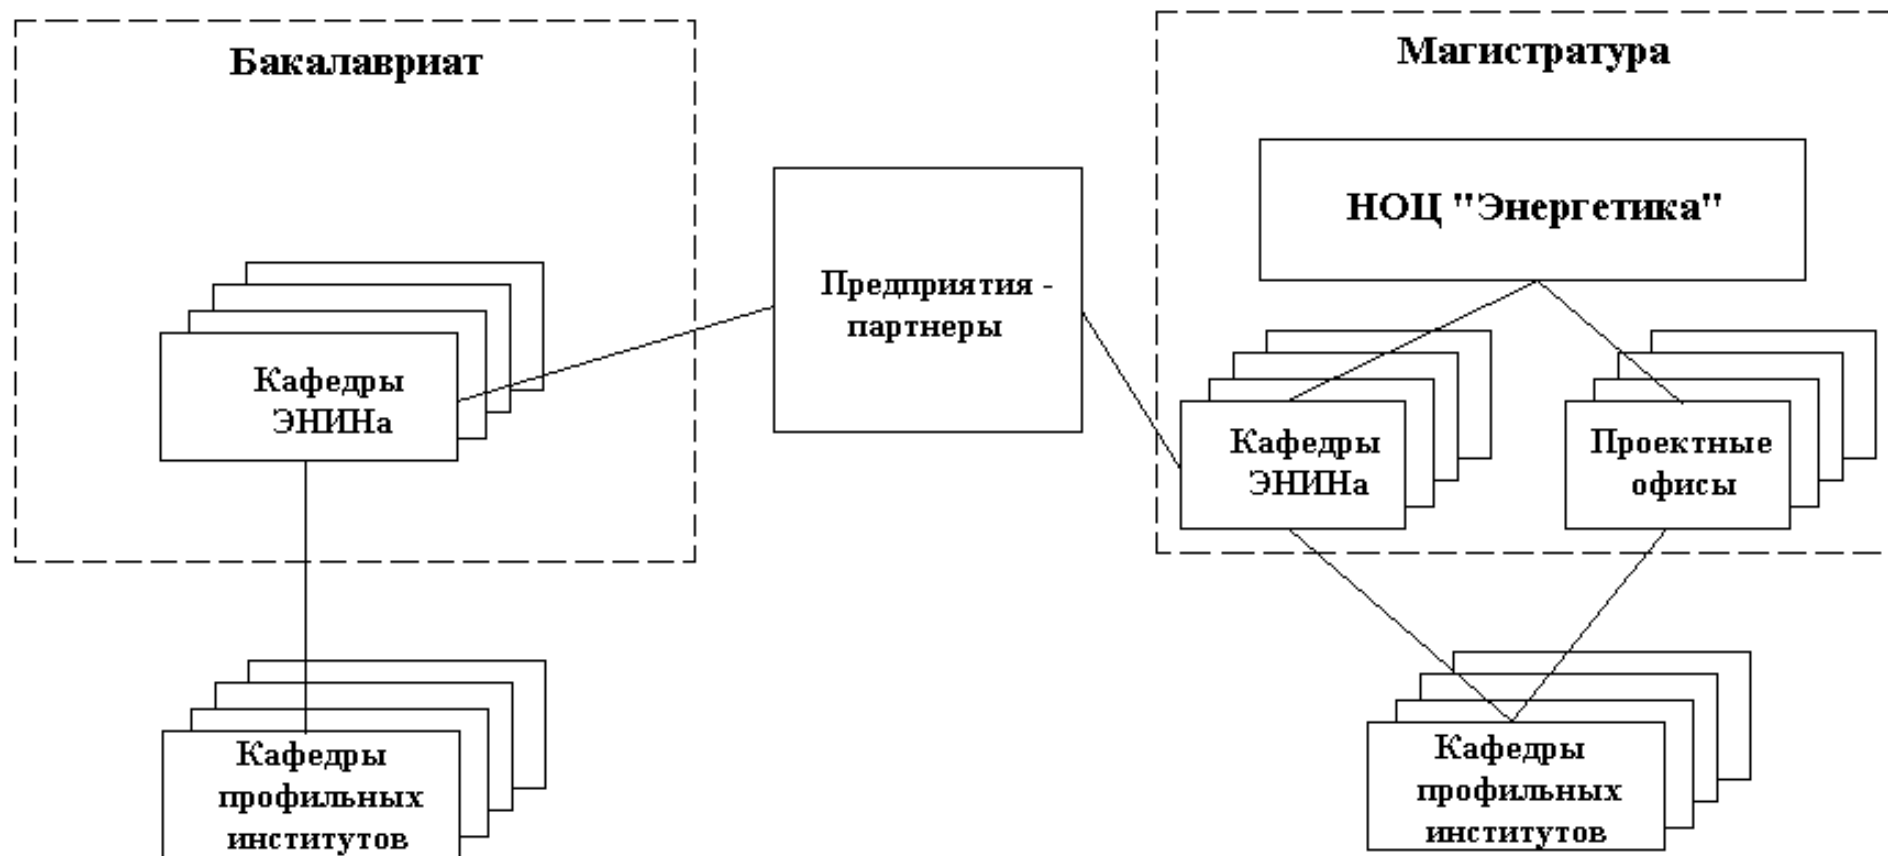 Бакалавриат
Магистратура
НОЦ "Энергетика"
Предприятия -
партнеры
Кафедры
ЭНИНа
Кафедры
ЭНИНа
Проектные
офисы
Кафедры
профильных
институтов
Кафедры
профильных
институтов